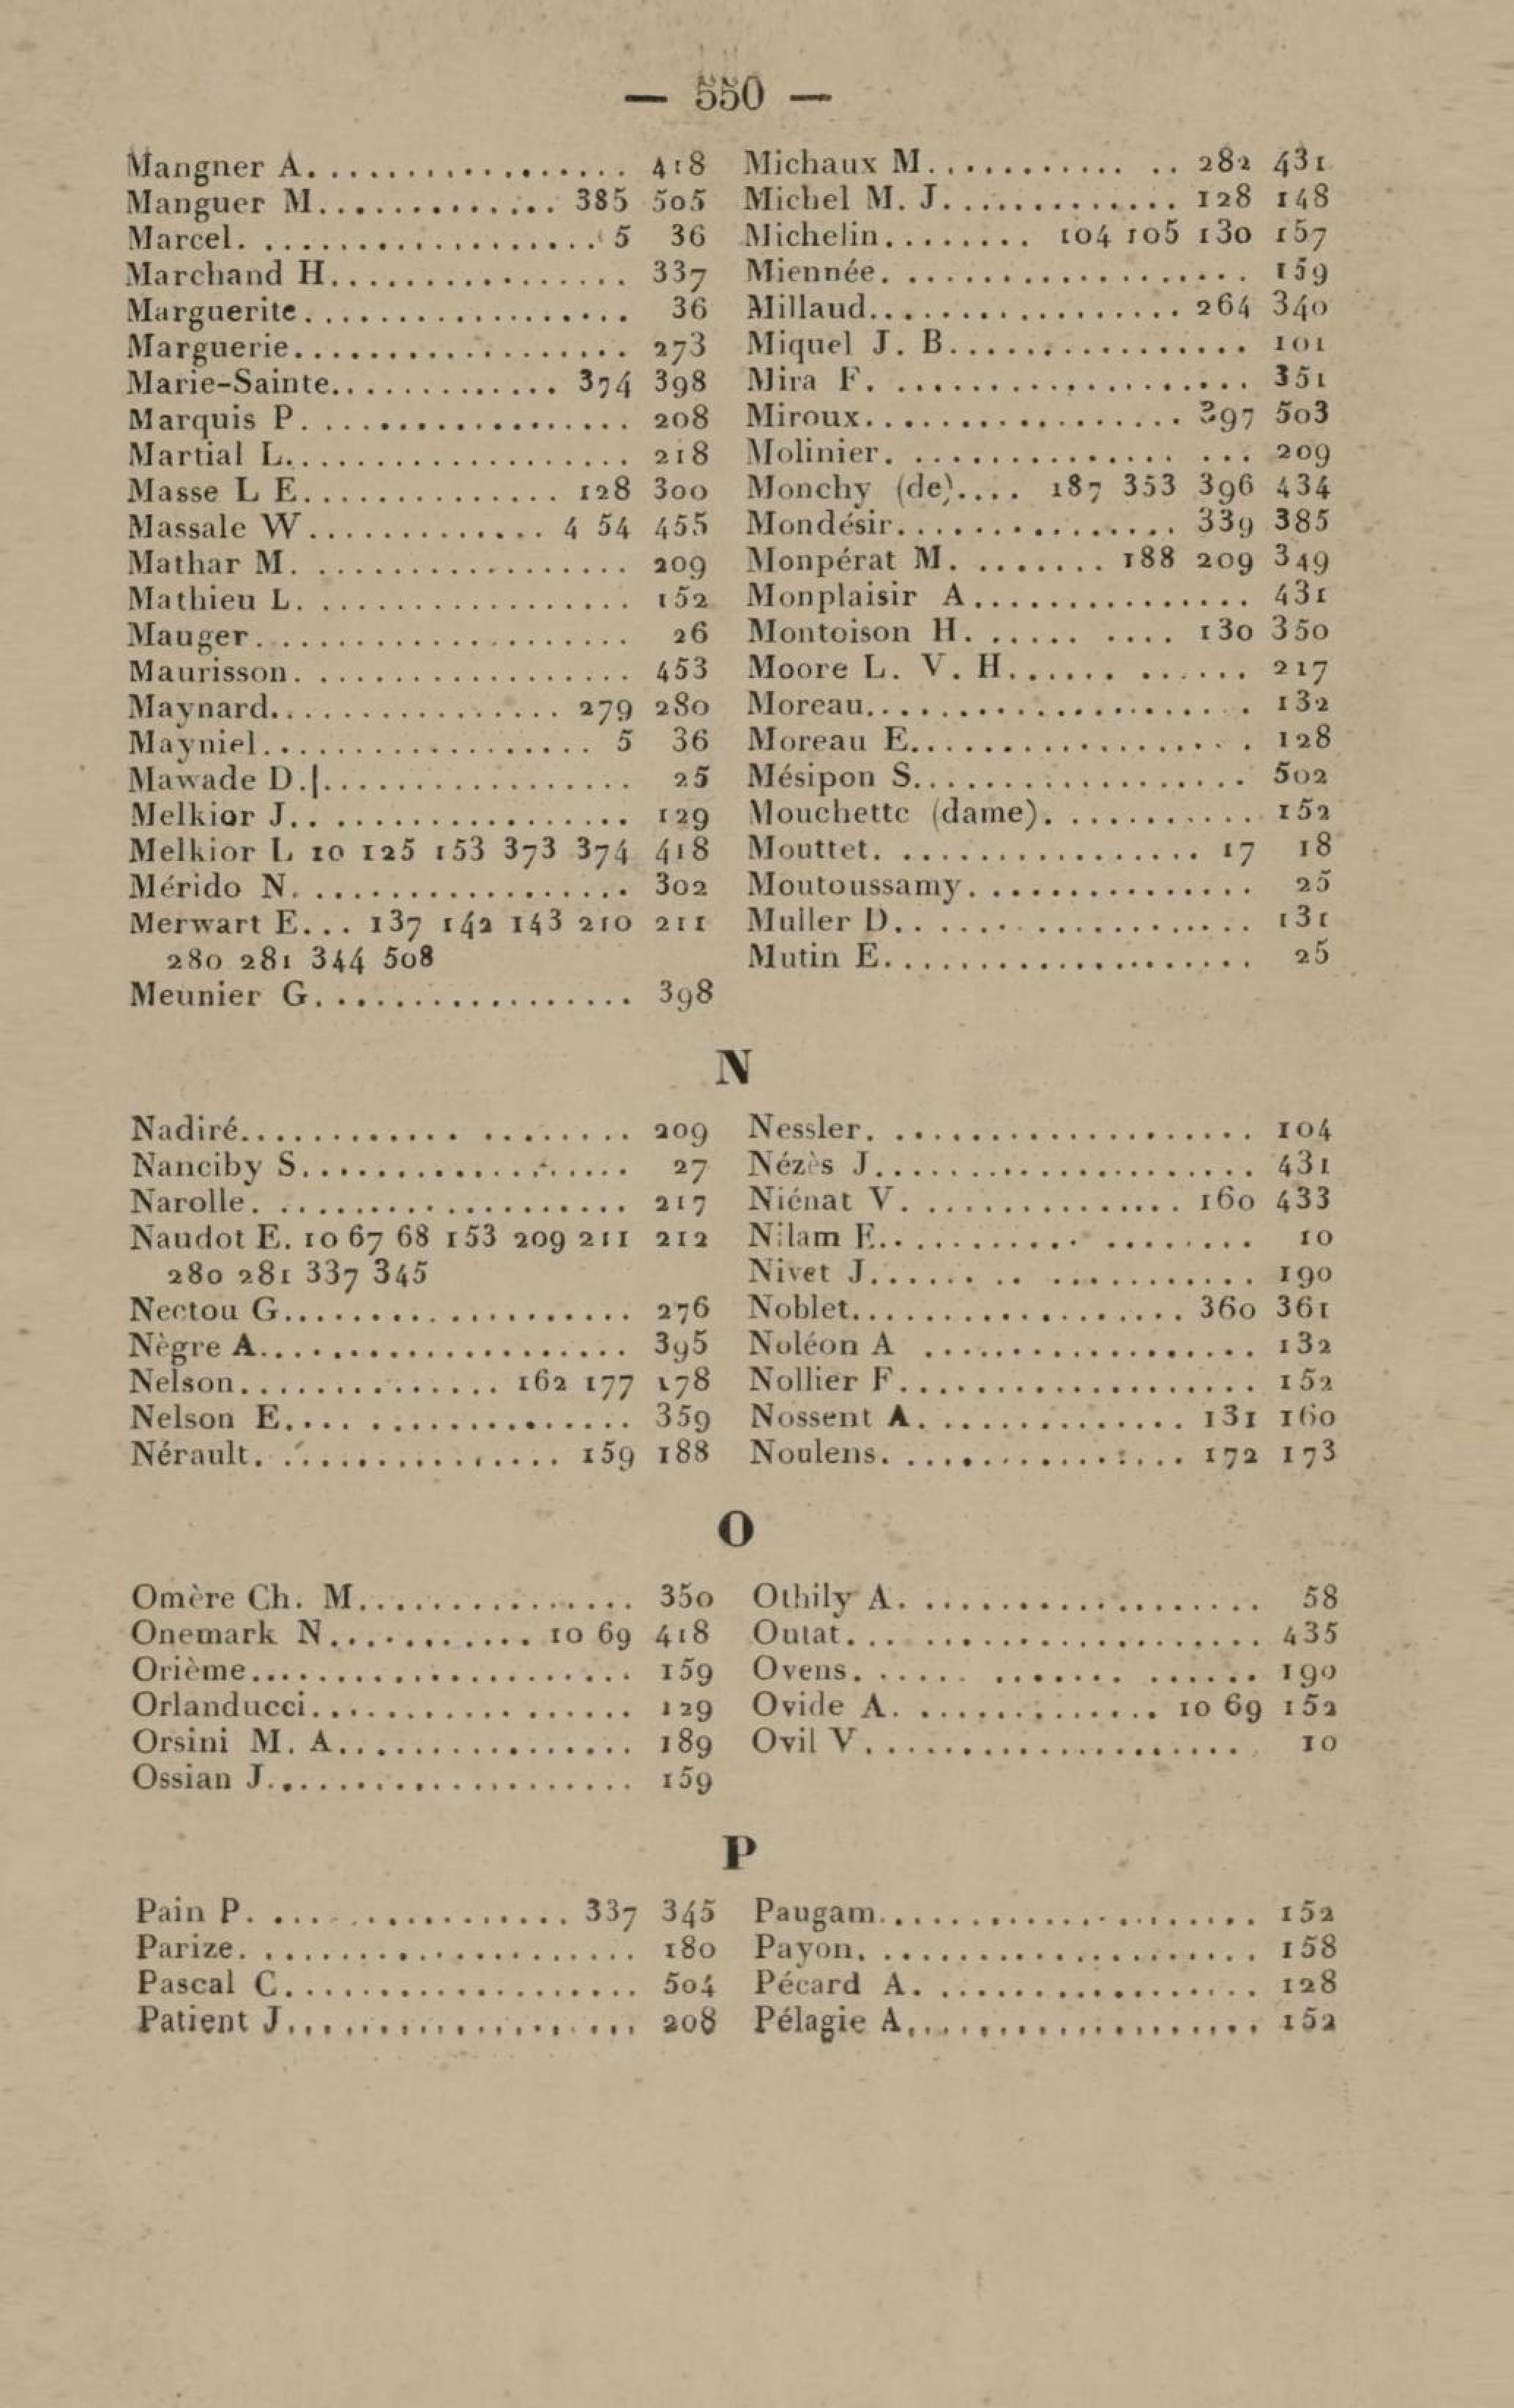 — 550 —
Mangner A.................. 418
Manguer M............. 385 505
Marcel.................... 5 36
Marchand H................ 337
Marguerite.................. 36
Marguerie.................. 273
Marie-Sainte............. 374 398
Marquis P.................. 208
Martial L................... 218
Masse L E.............. 128 300
Massale W............. 4 54 455
Mathar M.................. 209
Mathieu L.................. 152
Mauger..................... 26
Maurisson.................. 453
Maynard................ 279 280
Mayniel.................. 5 36
Mawade D.|................. 25
Melkior J.................. 129
Melkior L 10 125 153 373 374 418
Mérido N.................. 302
Merwart E... 137 142 143 210 211
280 281 344 508
Meunier G................. 398
Michaux M............. 282 431
Michel M. J............. 128 148
Michelin........ 104 105 130 157
Miennée.................... 159
Millaud................. 264 340
Miquel J. B................ 101
Mira F.................... 351
Miroux................. 397 503
Molinier................... 209
Monchy (de).... 187 353 396 434
Mondésir............... 339 385
Monpérat M......... 188 209 349
Monplaisir A............... 431
Montoison H........... 130 350
Moore L. V. H............. 217
Moreau..................... 132
Moreau E................... 128
Mésipon S.................. 502
Mouchette (dame)............ 152
Mouttet.................. 17 18
Moutoussamy................ 25
Muller D.................... 131
Mutin E.................... 25
N
Nadiré..................... 209
Nanciby S.................. 27
Narolle.................... 217
Naudot E. 10 67 68 153 209 211 212
280 281 337 345
Nectou G................... 276
Nègre A.................... 395
Nelson.............. 162 177 178
Nelson E................... 359
Nérault................. 159 188
Nessler.................... 104
Nézès J..................... 431
Niénat V............... 160 433
Nilam E................... 10
Nivet J.................... 190
Noblet.................. 360 361
Noléon A .................. 132
Nollier F................... 152
Nossent A............... 131 160
Noulens................. 172 173
O
Omère Ch. M............... 350
Onemark N........... 10 69 418
Orième..................... 159
Orlanducci.................. 129
Orsini M. A................ 189
Ossian J.................... 159
Othily A................... 58
Outat...................... 435
Ovens..................... 190
Ovide A.............. 10 69 152
Ovil V..................... 10
P
Pain P................. 337 345
Parize..................... 180
Pascal C................... 504
Patient J................... 208
Paugam..................... 152
Payon...................... 158
Pécard A.................. 128
Pélagie A................... 152